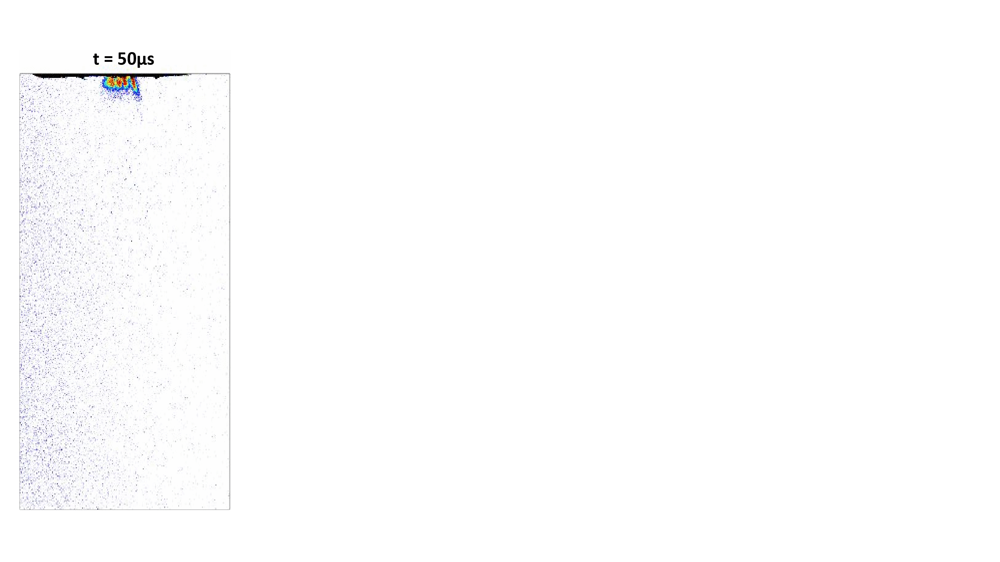 t = 50µs